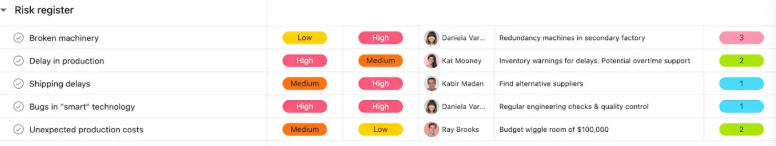 Risk register
Broken machinery Low High Daniela Var... Redundancy machines in secondary factory 3
Delay in production High Medium Kat Mooney Inventory warnings for delays. Potential overtime support 2
Shipping delays Medium High Kabir Madan Find alternative suppliers 1
Bugs in "smart" technology High High Daniela Var... Regular engineering checks & quality control 1
Unexpected production costs Medium Low Ray Brooks Budget wiggle room of $100,000 2